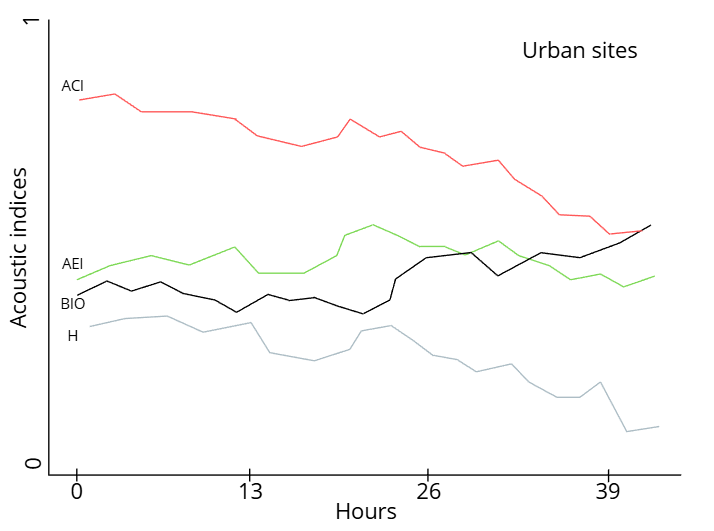 Urban sites
1
Acoustic indices
0
ACI
AEI
BIO
H
0 13 26 39
Hours